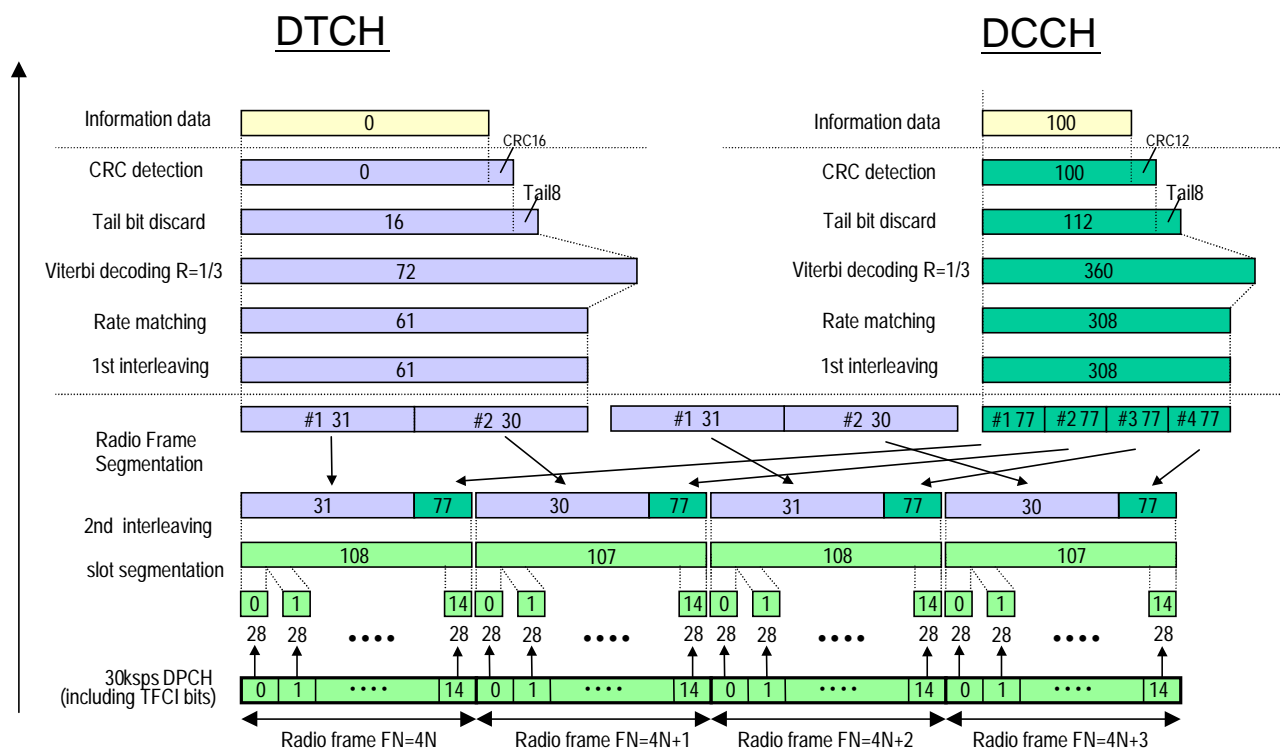 DTCH DCCH
Information data 0 Information data 100
CRC16 CRC12
CRC detection 0 CRC detection 100
Tail8 Tail8
Tail bit discard 16 Tail bit discard 112
Viterbi decoding R=1/3 72 Viterbi decoding R=1/3 360
Rate matching 61 Rate matching 308
1st interleaving 61 1st interleaving 308
#1 31 #2 30 #1 31 #2 30 #1 77 #2 77 #3 77 #4 77
Radio Frame
Segmentation
31 77 30 77 31 77 30 77
2nd interleaving
108 107 108 107
slot segmentation
0 1 14 0 1 14 0 1 14 0 1 14
28 28 •••• 28 28 28 •••• 28 28 28 •••• 28 28 28 •••• 28
30ksps DPCH
(including TFCI bits)
0 1 •••• 14 0 1 •••• 14 0 1 •••• 14 0 1 •••• 14
Radio frame FN=4N Radio frame FN=4N+1 Radio frame FN=4N+2 Radio frame FN=4N+3